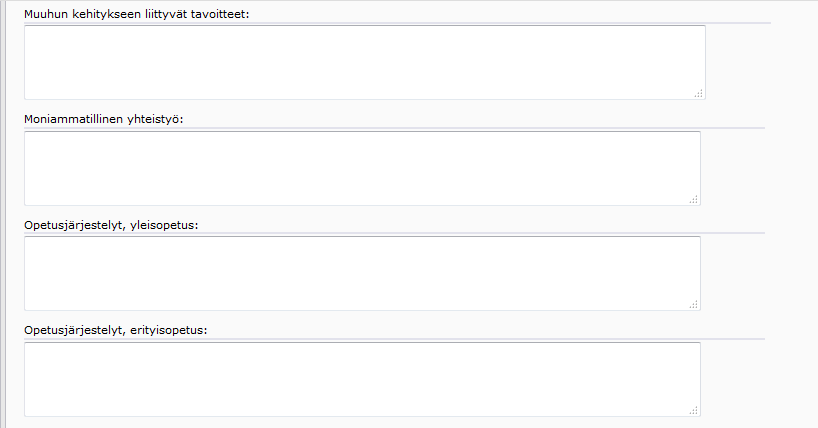 Muuhun kehitykseen liittyvät tavoitteet:
Moniammatillinen yhteistyö:
Opetusjärjestelyt, yleisopetus:
Opetusjärjestelyt, erityisopetus: